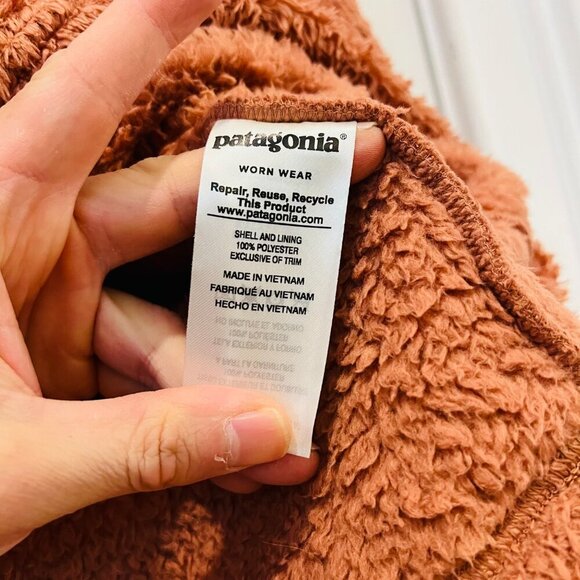 patagonia®
WORN WEAR
Repair, Reuse, Recycle
This Product
www.patagonia.com
SHELL AND LINING
100% POLYESTER
EXCLUSIVE OF TRIM
MADE IN VIETNAM
FABRIQUÉ AU VIETNAM
HECHO EN VIETNAM